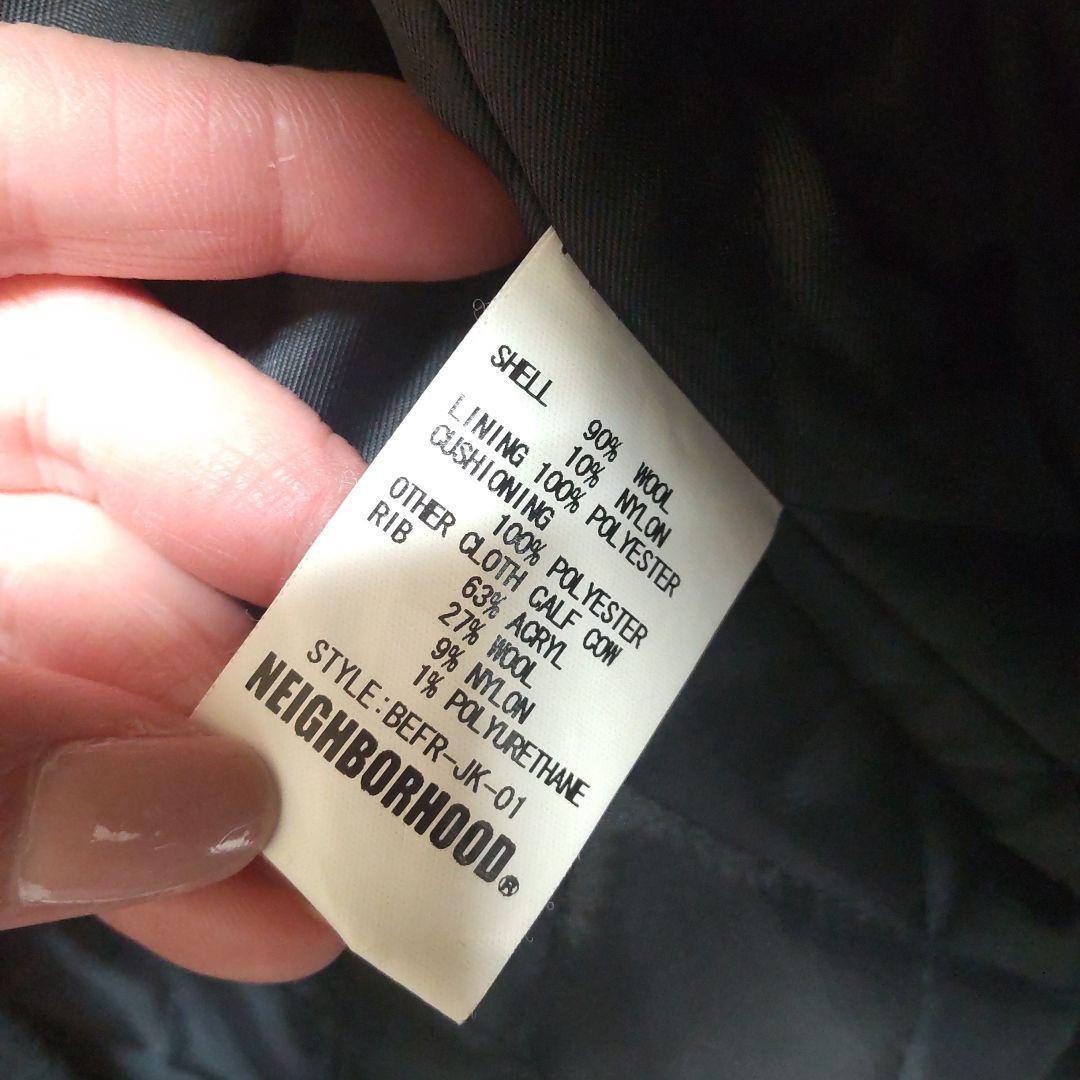 SHELL
90% WOOL
10% NYLON
LINING 100% POLYESTER
CUSHIONING
100% POLYESTER
OTHER CLOTH CALF COW
RIB
63% ACRYL
27% WOOL
9% NYLON
1% POLYURETHANE
STYLE:BEFR-JK-01
NEIGHBORHOOD®